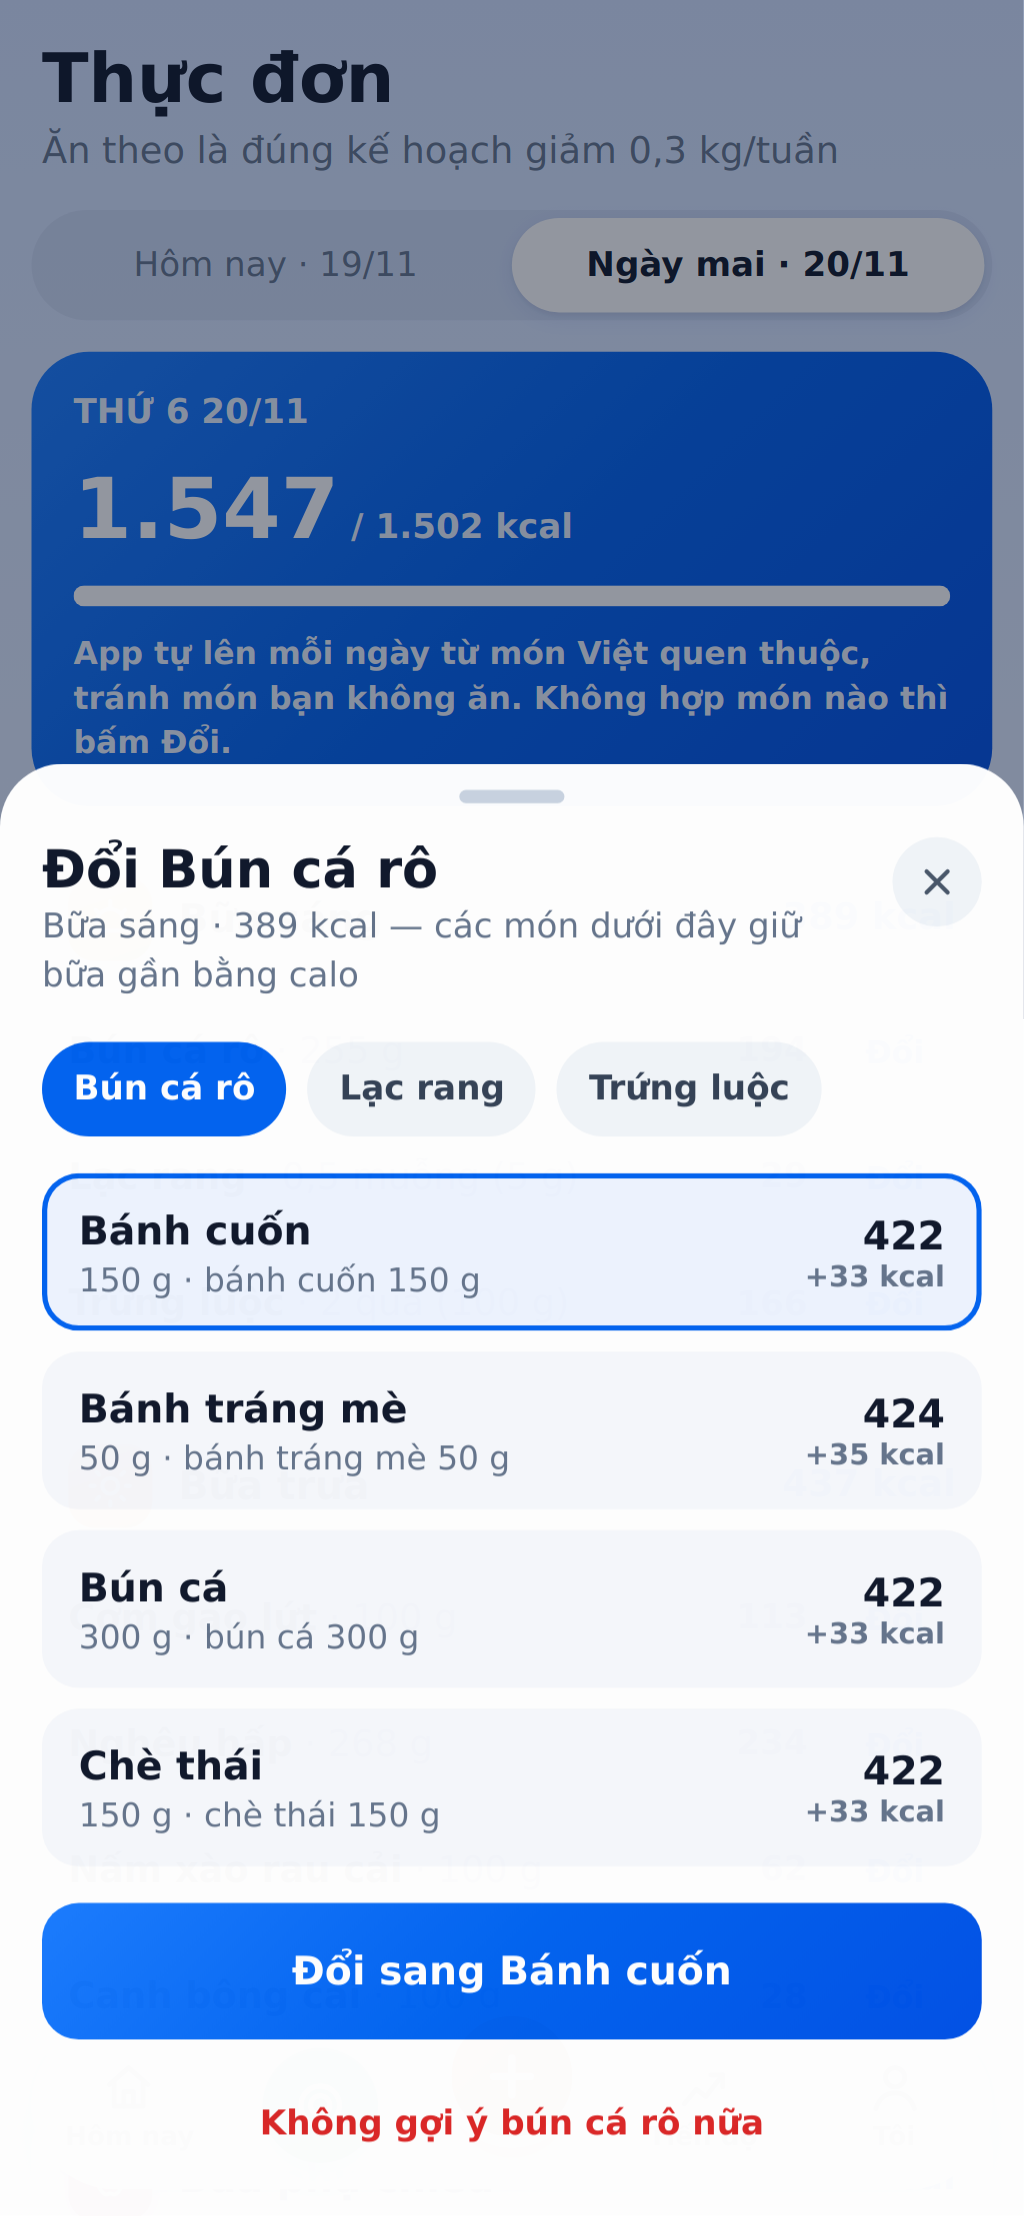 Thực đơn
Ăn theo là đúng kế hoạch giảm 0,3 kg/tuần
Hôm nay · 19/11
Ngày mai · 20/11
THỨ 6 20/11
1.547 / 1.502 kcal
App tự lên mỗi ngày từ món Việt quen thuộc,
tránh món bạn không ăn. Không hợp món nào thì
bấm Đổi.
Đổi Bún cá rô
Bữa sáng · 389 kcal — các món dưới đây giữ
bữa gần bằng calo
Bún cá rô
Lạc rang
Trứng luộc
Bánh cuốn
422
150 g · bánh cuốn 150 g
+33 kcal
Bánh tráng mè
424
50 g · bánh tráng mè 50 g
+35 kcal
Bún cá
422
300 g · bún cá 300 g
+33 kcal
Chè thái
422
150 g · chè thái 150 g
+33 kcal
Đổi sang Bánh cuốn
Không gợi ý bún cá rô nữa